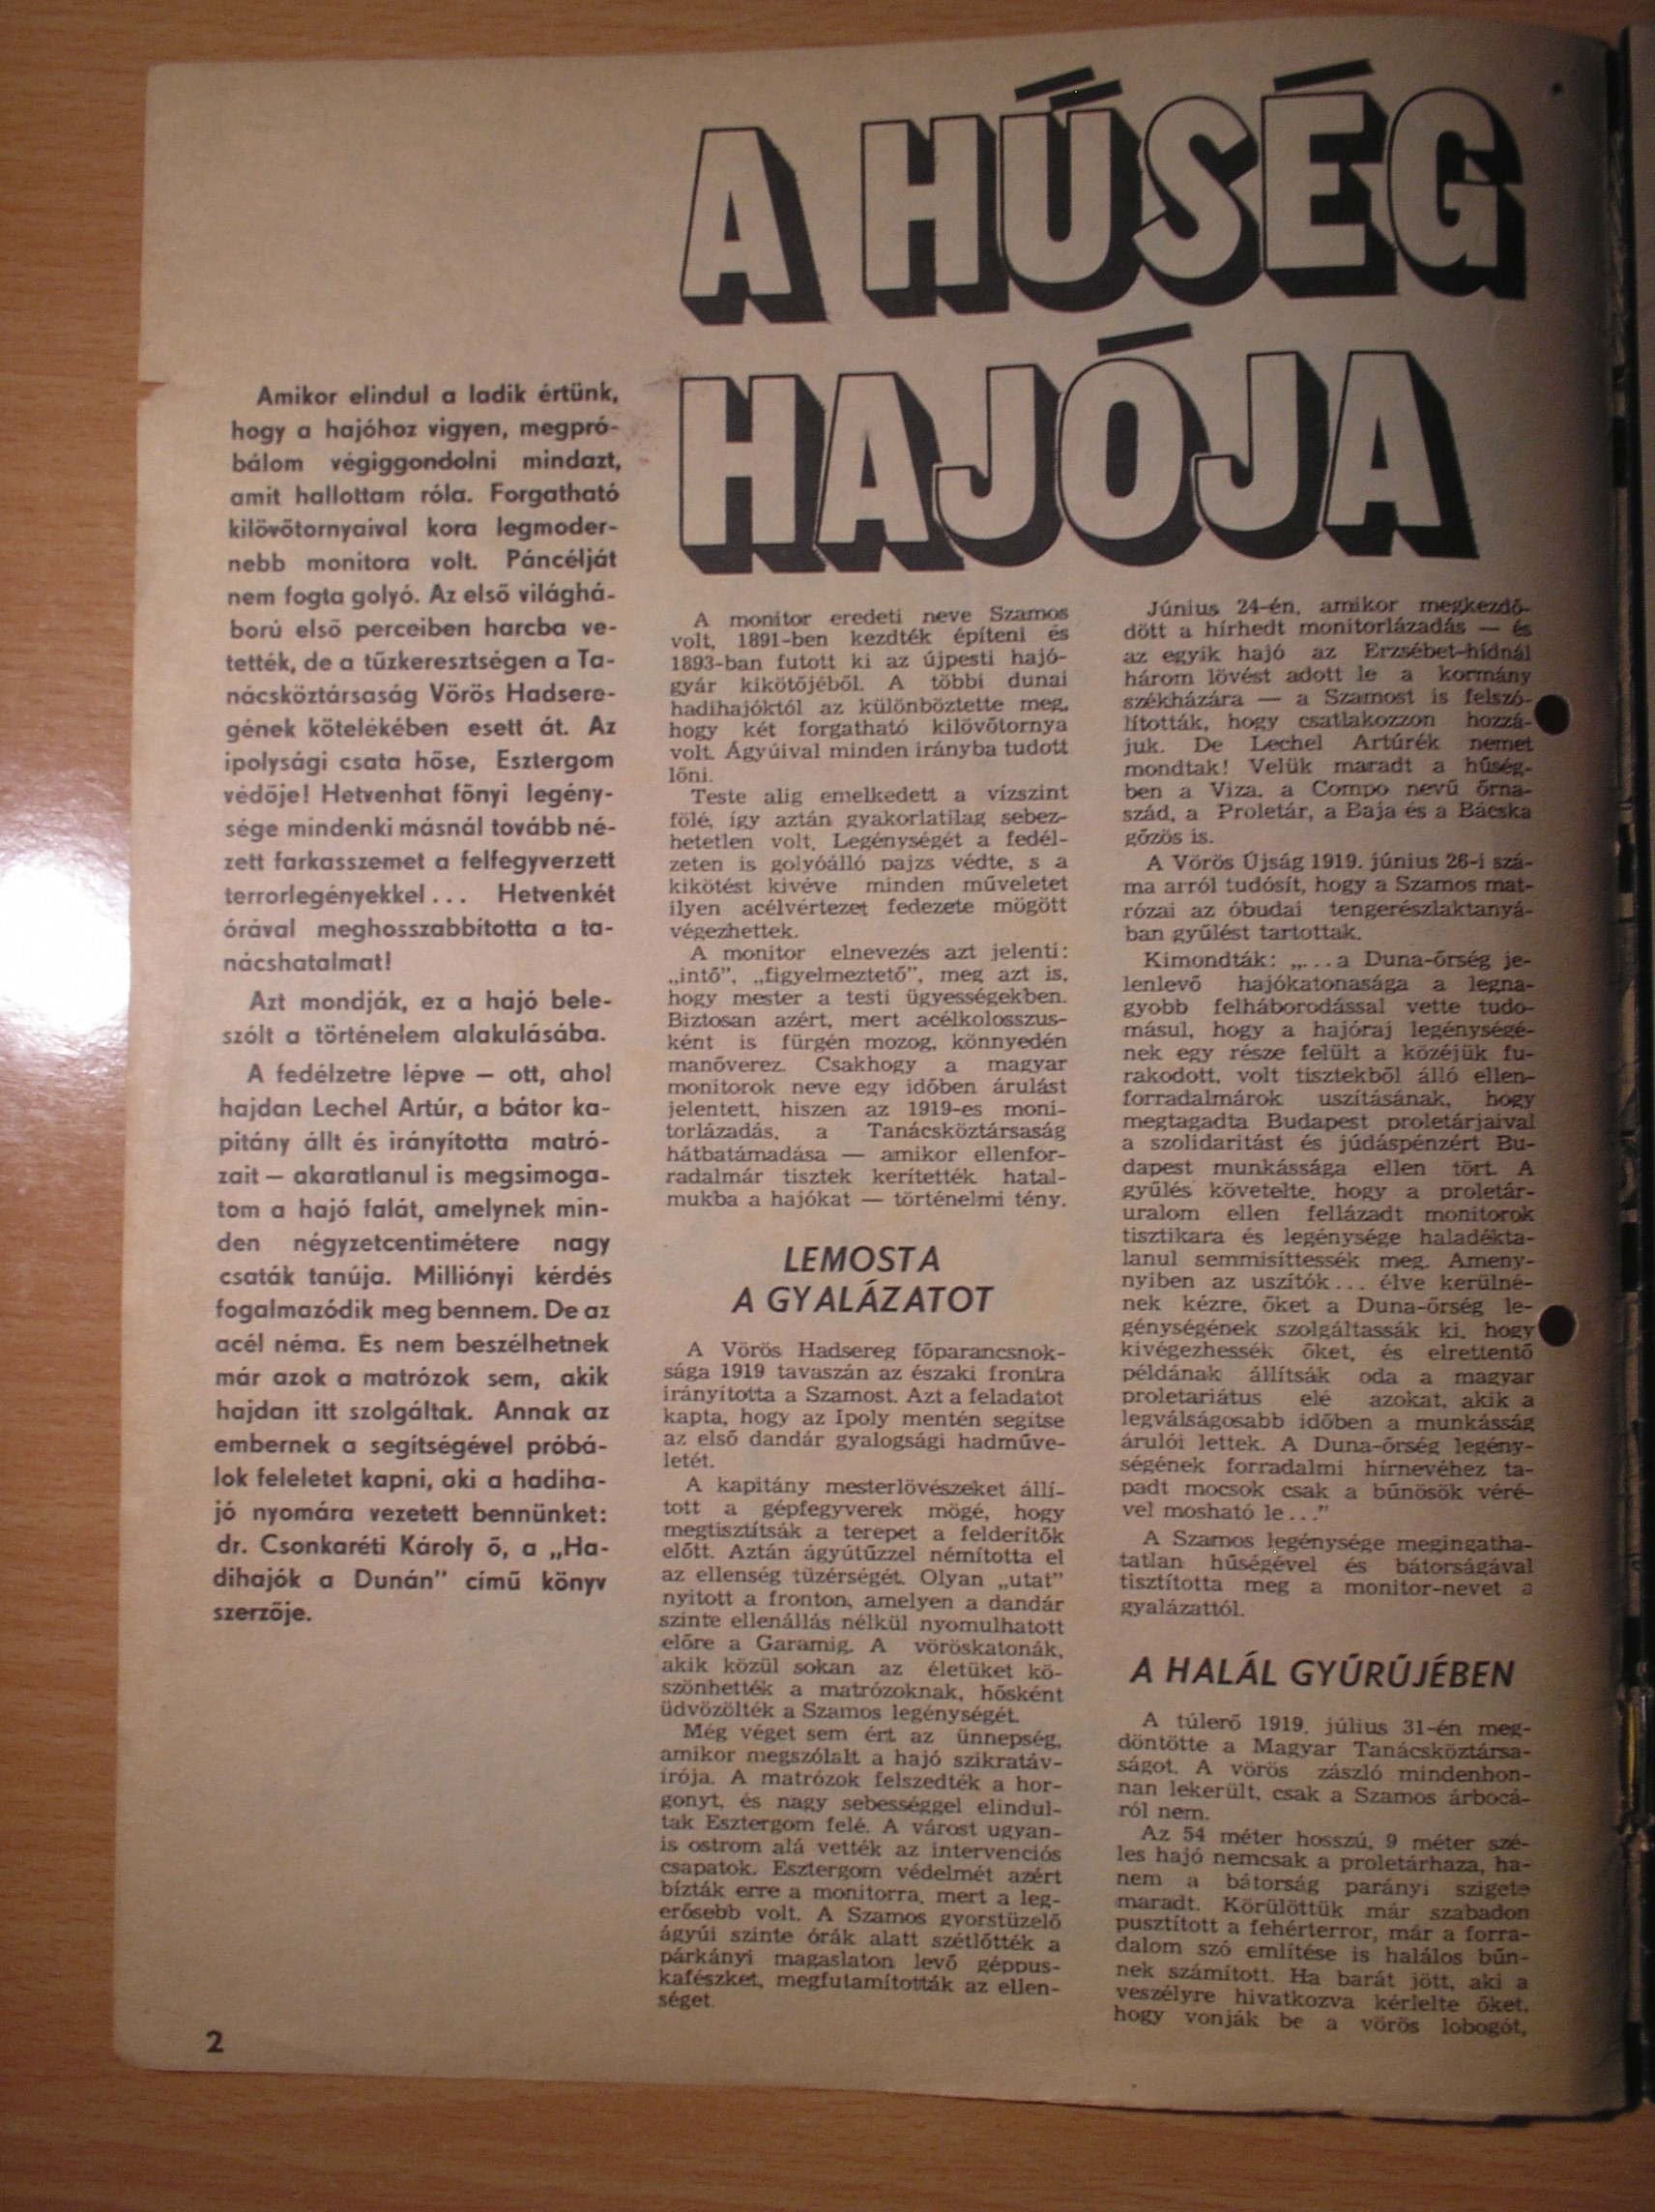 A HŰSÉG
HAJÓJA
Amikor elindul a ladik értünk,
hogy a hajóhoz vigyen, megpró-
bálom végiggondolni mindazt,
amit hallottam róla. Forgatható
kilövőtornyaival kora legmoder-
nebb monitora volt. Páncélját
nem fogta golyó. Az első világhá-
ború első perceiben harcba ve-
tették, de a tűzkeresztségen a Ta-
nácsköztársaság Vörös Hadsere-
gének kötelékében esett át. Az
ipolysági csata hőse, Esztergom
védője! Hetvenhat főnyi legény-
sége mindenki másnál tovább né-
zett farkasszemet a felfegyverzett
terrorlegényekkel... Hetvenkét
órával meghosszabbította a ta-
nácshatalmat!
Azt mondják, ez a hajó bele-
szólt a történelem alakulásába.
A fedélzetre lépve — ott, ahol
hajdan Lechel Artúr, a bátor ka-
pitány állt és irányította matró-
zait — akaratlanul is megsimoga-
tom a hajó falát, amelynek min-
den négyzetcentimétere nagy
csaták tanúja. Milliónyi kérdés
fogalmazódik meg bennem. De az
acél néma. Es nem beszélhetnek
már azok a matrózok sem, akik
hajdan itt szolgáltak. Annak az
embernek a segítségével próbá-
lok feleletet kapni, aki a hadiha-
jó nyomára vezetett bennünket:
dr. Csonkaréti Károly ő, a „Ha-
dihajók a Dunán” című könyv
szerzője.
A monitor eredeti neve Szamos
volt, 1891-ben kezdték építeni és
1893-ban futott ki az újpesti hajó-
gyár kikötőjéből. A többi dunai
hadihajóktól az különböztette meg,
hogy két forgatható kilövőtornya
volt. Ágyúival minden irányba tudott
lőni.
Teste alig emelkedett a vízszint
fölé, így aztán gyakorlatilag sebez-
hetetlen volt. Legénységét a fedél-
zeten is golyóálló pajzs védte, s a
kikötést kivéve minden műveletet
ilyen acélvértezet fedezete mögött
végezhettek.
A monitor elnevezés azt jelenti:
„intő”, „figyelmeztető”, meg azt is,
hogy mester a testi ügyességekben.
Biztosan azért, mert acélkolosszus-
ként is fürgén mozog, könnyedén
manőverez. Csakhogy a magyar
monitorok neve egy időben árulást
jelentett, hiszen az 1919-es moni-
torlázadás, a Tanácsköztársaság
hátbatámadása — amikor ellenfor-
radalmár tisztek kerítették hatal-
mukba a hajókat — történelmi tény.
LEMOSTA
A GYALÁZATOT
A Vörös Hadsereg főparancsnok-
sága 1919 tavaszán az északi frontra
irányította a Szamost. Azt a feladatot
kapta, hogy az Ipoly mentén segítse
az első dandár gyalogsági hadműve-
letét.
A kapitány mesterlövészeket állí-
tott a gépfegyverek mögé, hogy
megtisztítsák a terepet a felderítők
előtt. Aztán ágyútűzzel némította el
az ellenség tüzérségét. Olyan „utat”
nyitott a fronton, amelyen a dandár
szinte ellenállás nélkül nyomulhatott
előre a Garamig. A vöröskatonák,
akik közül sokan az életüket kö-
szönhették a matrózoknak, hősként
üdvözölték a Szamos legénységét.
Még véget sem ért az ünnepség,
amikor megszólalt a hajó szikratáv-
írója. A matrózok felszedték a hor-
gonyt, és nagy sebességgel elindul-
tak Esztergom felé. A várost ugyan-
is ostrom alá vették az intervenciós
csapatok. Esztergom védelmét azért
bízták erre a monitorra, mert a leg-
erősebb volt. A Szamos gyorstüzelő
ágyúi szinte órák alatt szétlőtték a
párkányi magaslaton levő géppus-
kafészket, megfutamították az ellen-
séget.
Június 24-én, amikor megkezdő-
dött a hírhedt monitorlázadás — és
az egyik hajó az Erzsébet-hídnál
három lövést adott le a kormány
székházára — a Szamost is felszó-
lították, hogy csatlakozzon hozzá-
juk. De Lechel Artúrék nemet
mondtak! Velük maradt a hűség-
ben a Viza, a Compo nevű őrna-
szád, a Proletár, a Baja és a Bácska
gőzös is.
A Vörös Újság 1919. június 26-i szá-
ma arról tudósít, hogy a Szamos mat-
rózai az óbudai tengerészlaktanyá-
ban gyűlést tartottak.
Kimondták: „...a Duna-őrség je-
lenlevő hajókatonasága a legna-
gyobb felháborodással vette tudo-
másul, hogy a hajóraj legénységé-
nek egy része felült a közéjük fu-
rakodott, volt tisztekből álló ellen-
forradalmárok uszításának, hogy
megtagadta Budapest proletárjaival
a szolidaritást és júdáspénzért Bu-
dapest munkássága ellen tört. A
gyűlés követelte, hogy a proletár-
uralom ellen fellázadt monitorok
tisztikara és legénysége haladékta-
lanul semmisíttessék meg. Ameny-
nyiben az uszítók... élve kerülné-
nek kézre, őket a Duna-őrség le-
génységének szolgáltassák ki, hogy
kivégezhessék őket, és elrettentő
példának állítsák oda a magyar
proletariátus elé azokat, akik a
legválságosabb időben a munkásság
árulói lettek. A Duna-őrség legény-
ségének forradalmi hírnevéhez ta-
padt mocsok csak a bűnösök véré-
vel mosható le...”
A Szamos legénysége megingatha-
tatlan hűségével és bátorságával
tisztította meg a monitor-nevet a
gyalázattól.
A HALÁL GYŰRŰJÉBEN
A túlerő 1919. július 31-én meg-
döntötte a Magyar Tanácsköztársa-
ságot. A vörös zászló mindenhon-
nan lekerült, csak a Szamos árbocá-
ról nem.
Az 54 méter hosszú, 9 méter szé-
les hajó nemcsak a proletárhaza, ha-
nem a bátorság parányi szigete
maradt. Körülöttük már szabadon
pusztított a fehérterror, már a forra-
dalom szó említése is halálos bűn-
nek számított. Ha barát jött, aki a
veszélyre hivatkozva kérlelte őket,
hogy vonják be a vörös lobogót,
2